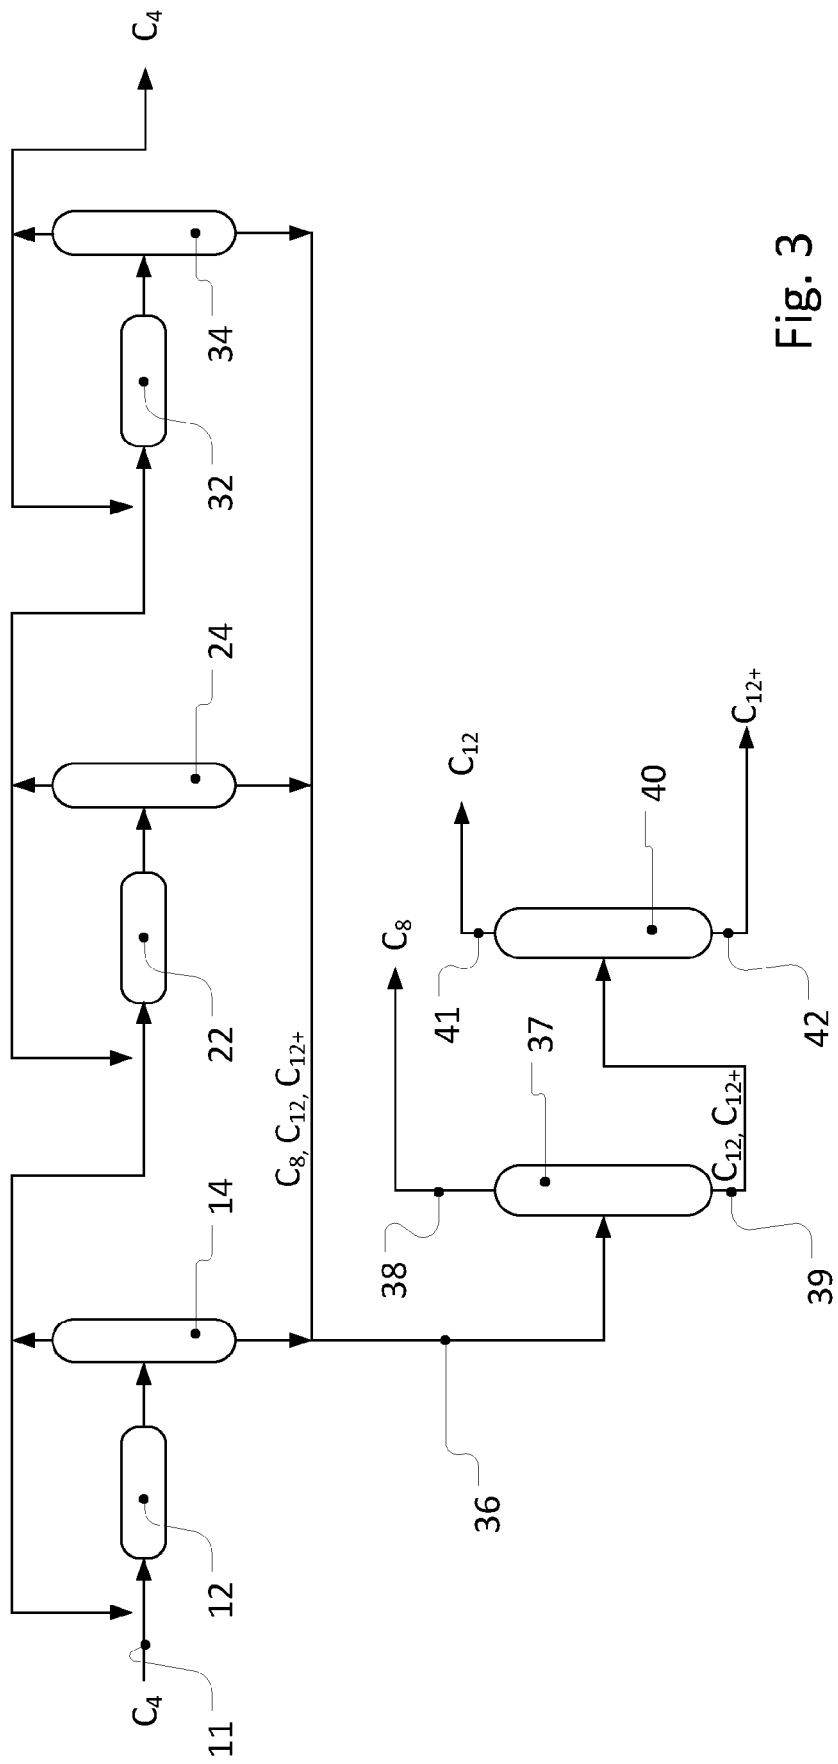 C₄
11
12
14
22
24
32
34
C₄
C₈, C₁₂, C₁₂₊
36
38
C₈
37
39
C₁₂, C₁₂₊
41
C₁₂
40
42
C₁₂₊
Fig. 3